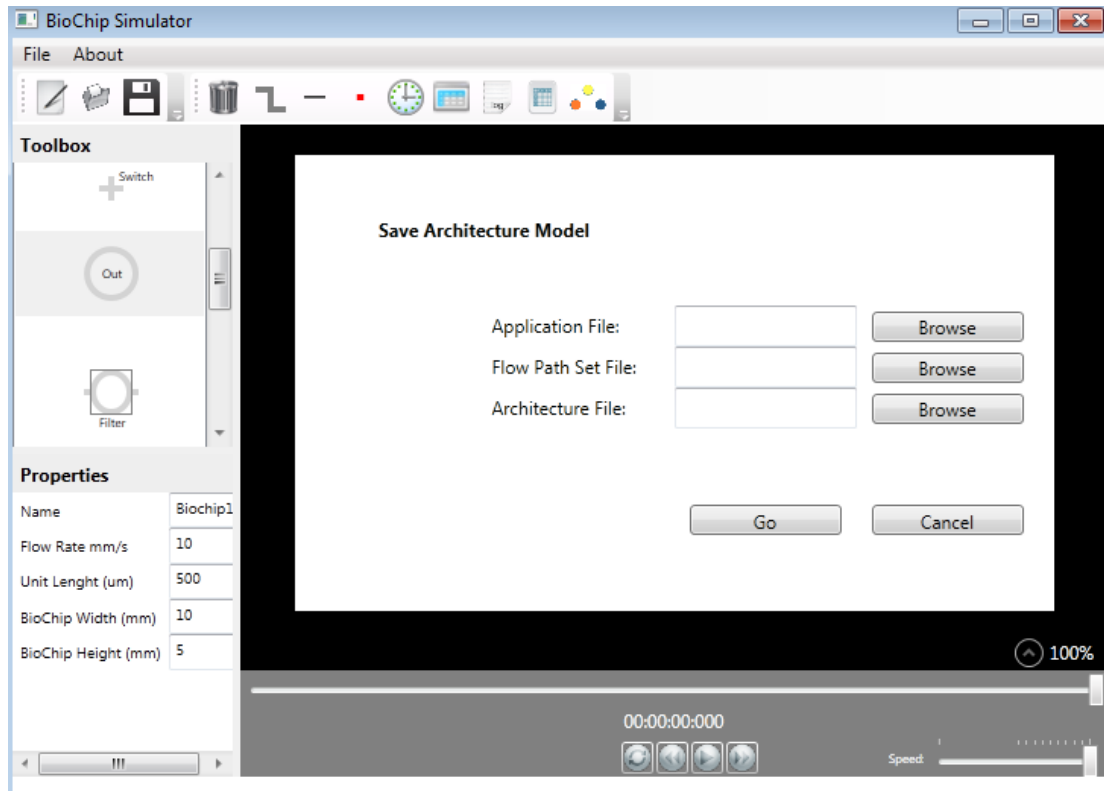 BioChip Simulator
File About
log
Toolbox
Switch
Out
Filter
Properties
Name Biochip1
Flow Rate mm/s 10
Unit Lenght (um) 500
BioChip Width (mm) 10
BioChip Height (mm) 5
Save Architecture Model
Application File: Browse
Flow Path Set File: Browse
Architecture File: Browse
Go Cancel
100%
00:00:00:000
Speed: